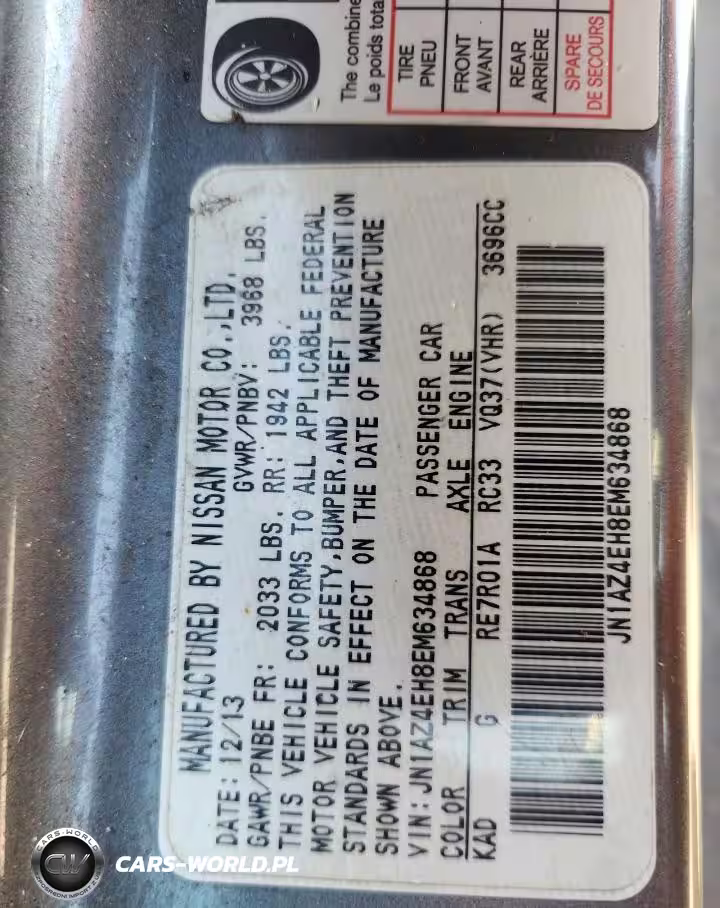 The combine
Le poids tota
TIRE
PNEU
FRONT
AVANT
REAR
ARRIÈRE
SPARE
DE SECOURS
MANUFACTURED BY NISSAN MOTOR CO.,LTD.
DATE: 12/13 GVWR/PNBV: 3968 LBS.
GAWR/PNBE FR: 2033 LBS. RR: 1942 LBS.
THIS VEHICLE CONFORMS TO ALL APPLICABLE FEDERAL
MOTOR VEHICLE SAFETY,BUMPER,AND THEFT PREVENTION
STANDARDS IN EFFECT ON THE DATE OF MANUFACTURE
SHOWN ABOVE.
VIN:JN1AZ4EH8EM634868 PASSENGER CAR
COLOR TRIM TRANS AXLE ENGINE
KAD G RE7R01A RC33 VQ37(VHR) 3696CC
JN1AZ4EH8EM634868
CARS-WORLD
CW
CARS-WORLD.PL